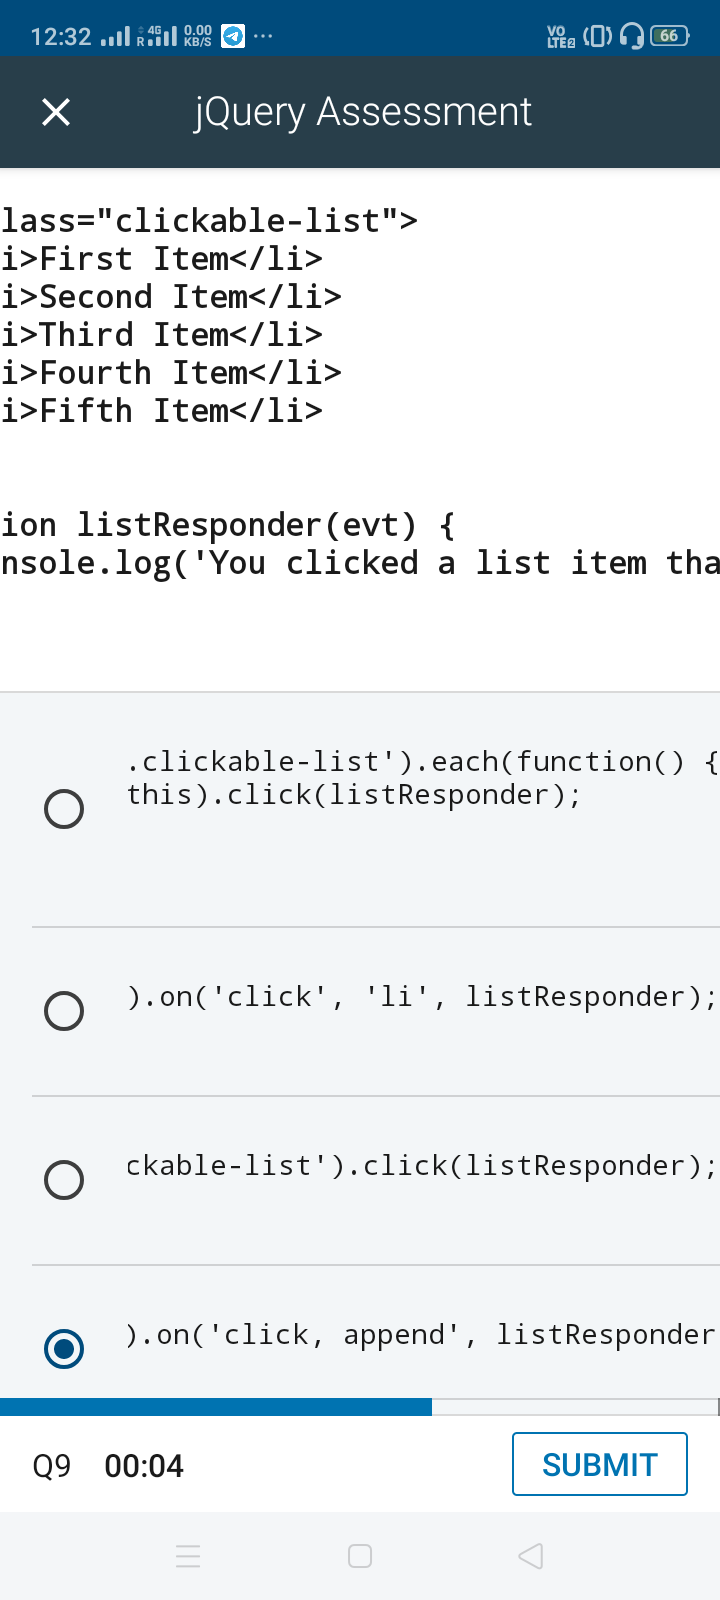 12:32 R 4G 0.00 KB/S ... VO LTE2 66
jQuery Assessment
lass="clickable-list">
i>First Item</li>
i>Second Item</li>
i>Third Item</li>
i>Fourth Item</li>
i>Fifth Item</li>
ion listResponder(evt) {
nsole.log('You clicked a list item tha
.clickable-list').each(function() {
this).click(listResponder);
).on('click', 'li', listResponder);
ckable-list').click(listResponder);
).on('click, append', listResponder
Q9 00:04 SUBMIT